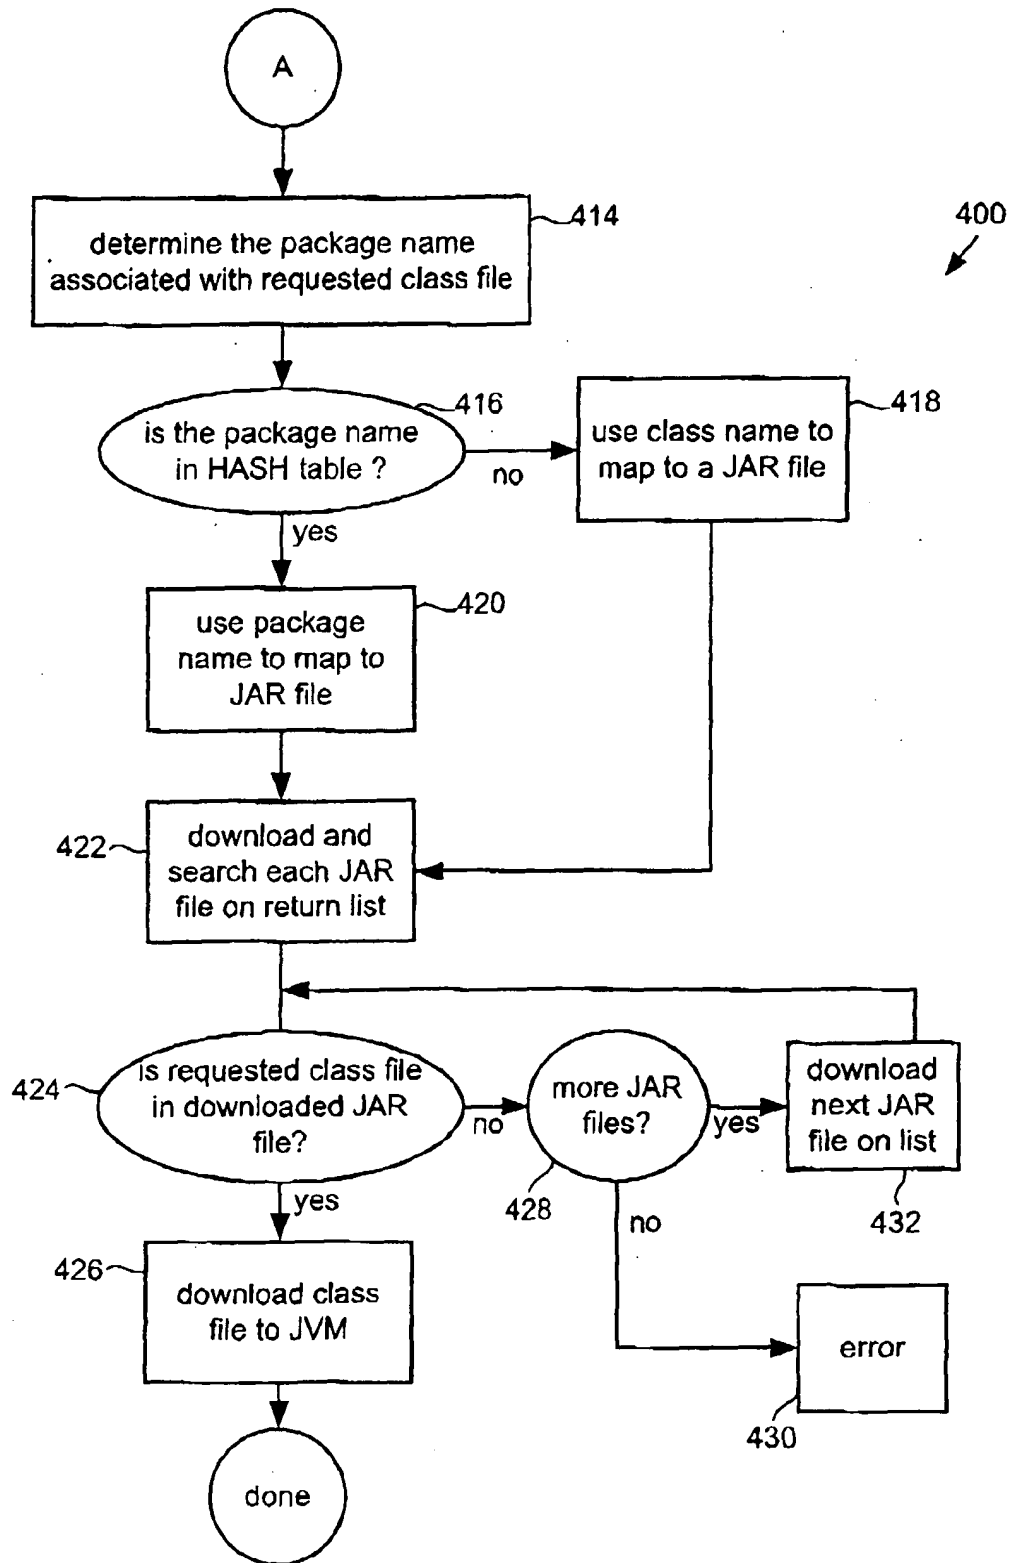 A
determine the package name
associated with requested class file
414
400
is the package name
in HASH table ?
416
no
use class name to
map to a JAR file
418
yes
use package
name to map to
JAR file
420
422
download and
search each JAR
file on return list
424
is requested class file
in downloaded JAR
file?
no
more JAR
files?
428
yes
download
next JAR
file on list
432
yes
no
426
download class
file to JVM
error
430
done